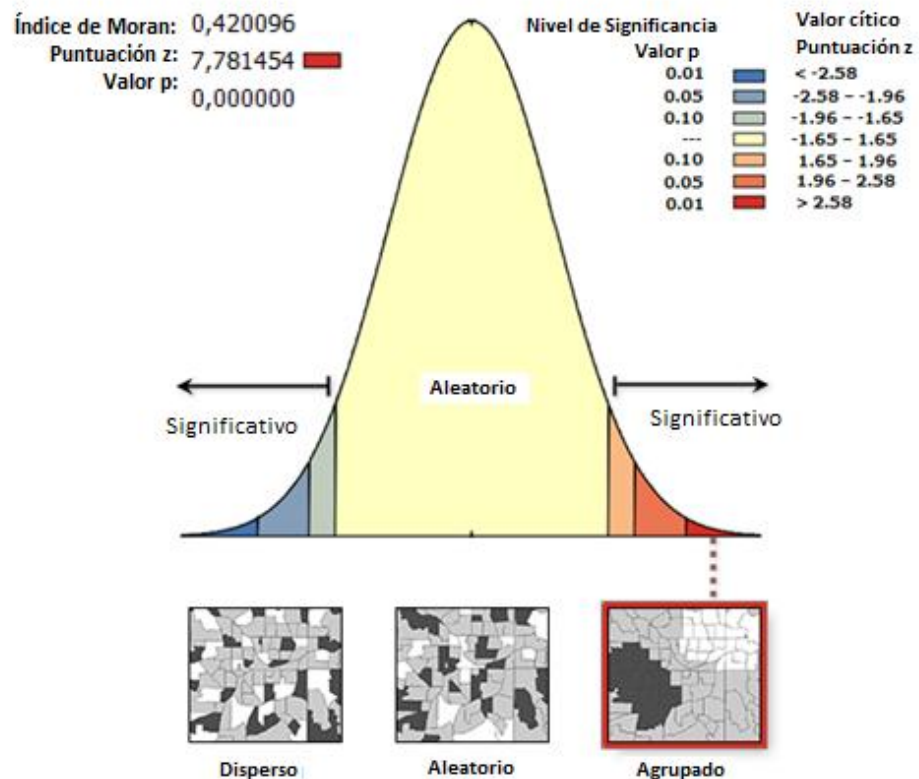 Índice de Moran: 0,420096
Puntuación z: 7,781454
Valor p: 0,000000
Nivel de Significancia
Valor p
Valor cítico
Puntuación z
0.01 < -2.58
0.05 -2.58 – -1.96
0.10 -1.96 – -1.65
--- -1.65 – 1.65
0.10 1.65 – 1.96
0.05 1.96 – 2.58
0.01 > 2.58
Significativo
Aleatorio
Significativo
Disperso
Aleatorio
Agrupado